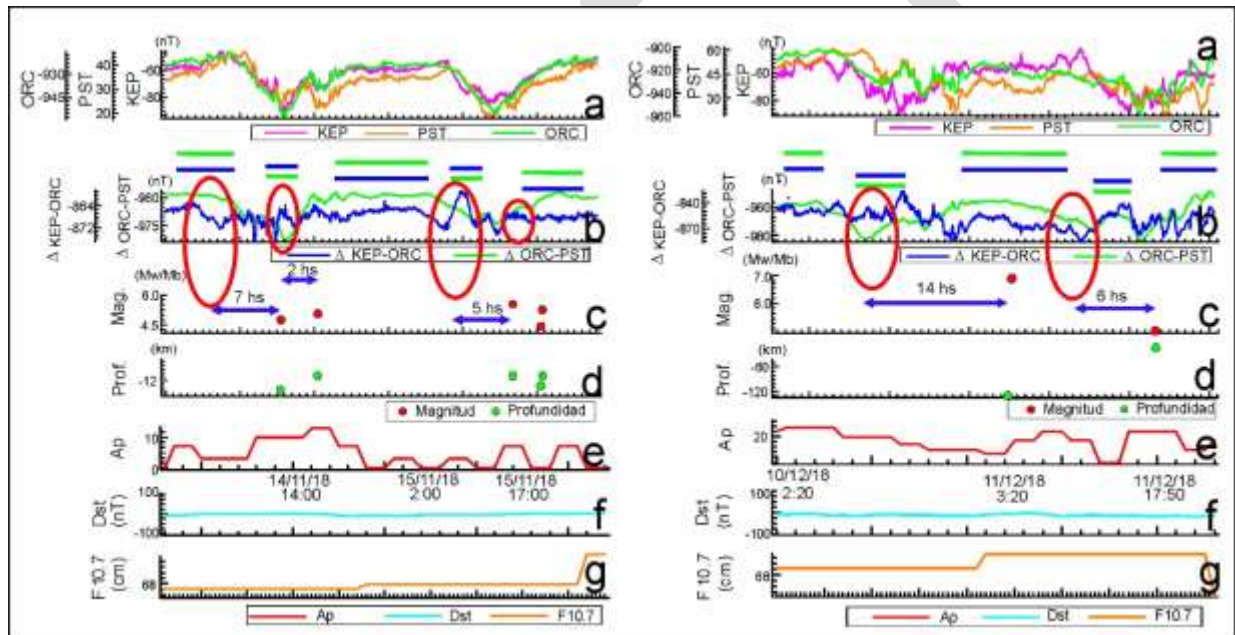 (nT)
ORC
-930
-945
PST
40
20
KEP
-60
-80
a
KEP PST ORC
(nT)
Δ KEP-ORC
-864
-872
Δ ORC-PST
-960
-975
b
Δ KEP-ORC Δ ORC-PST
2 hs
(Mw/Mb)
Mag.
6.0
4.5
7 hs
5 hs
c
(km)
Prof.
-12
d
Magnitud Profundidad
Ap
10
0
e
14/11/18 15/11/18 15/11/18
14:00 2:00 17:00
Dst
(nT)
100
-100
f
F10.7
(cm)
68
g
Ap Dst F10.7
(nT)
ORC
-900
-920
-940
-960
PST
60
45
30
KEP
-60
-80
a
KEP PST ORC
(nT)
Δ KEP-ORC
-840
-870
Δ ORC-PST
-960
-980
b
Δ KEP-ORC Δ ORC-PST
(Mw/Mb)
Mag.
7.0
6.0
14 hs
6 hs
c
(km)
Prof.
-60
-120
d
Magnitud Profundidad
Ap
20
e
10/12/18 11/12/18 11/12/18
2:20 3:20 17:50
Dst
(nT)
100
-100
f
F10.7
(cm)
68
g
Ap Dst F10.7